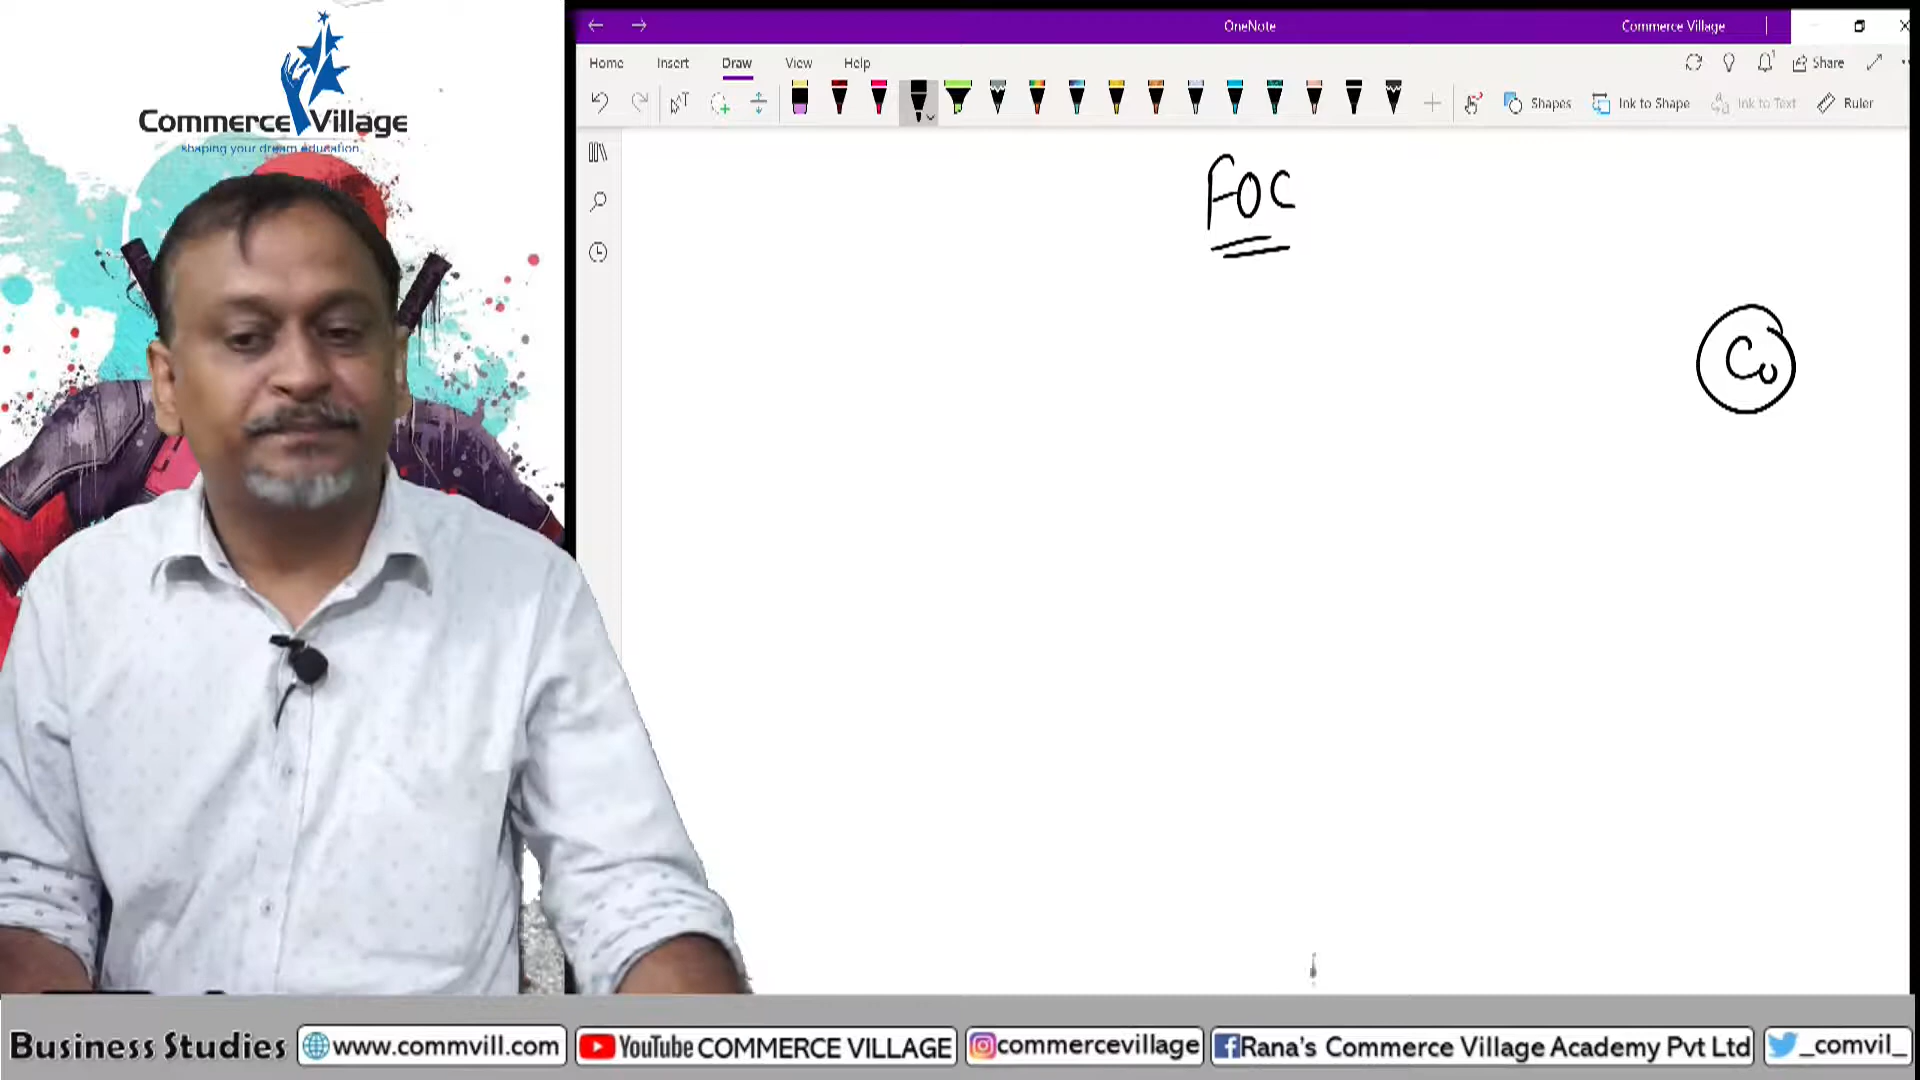 Commerce Village
shaping your dream education
OneNote
Commerce Village
Home Insert Draw View Help
Share
Shapes Ink to Shape Ink to Text Ruler
FOC
Co
Business Studies www.commvill.com YouTube COMMERCE VILLAGE commercevillage Rana's Commerce Village Academy Pvt Ltd _comvil_